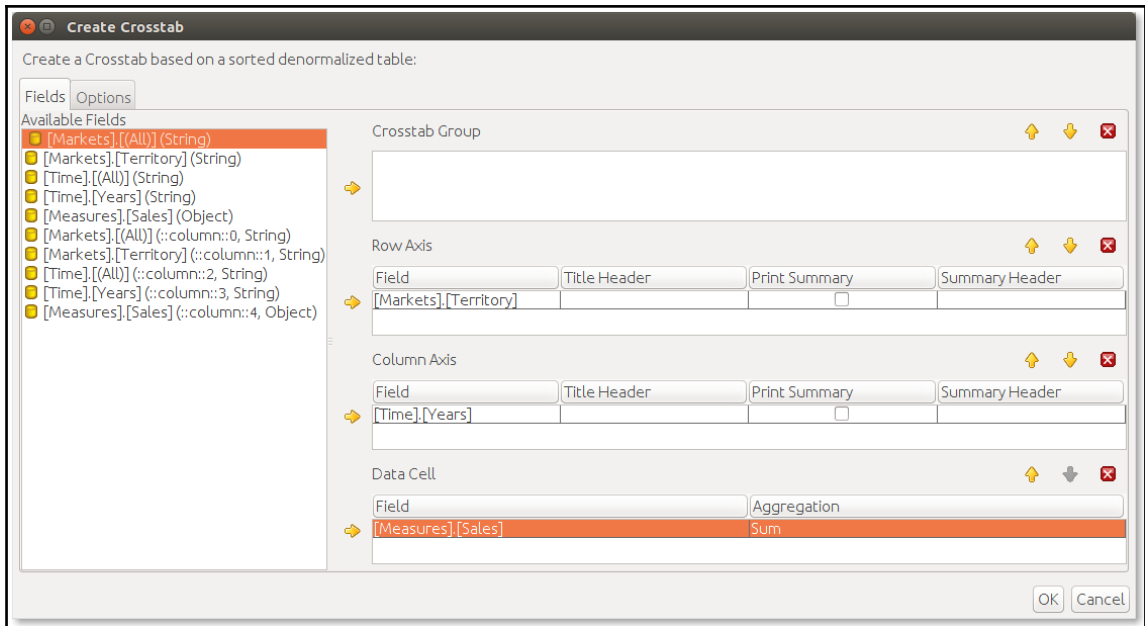 Create Crosstab
Create a Crosstab based on a sorted denormalized table:
Fields Options
Available Fields
[Markets].[(All)] (String)
[Markets].[Territory] (String)
[Time].[(All)] (String)
[Time].[Years] (String)
[Measures].[Sales] (Object)
[Markets].[(All)] (::column::0, String)
[Markets].[Territory] (::column::1, String)
[Time].[(All)] (::column::2, String)
[Time].[Years] (::column::3, String)
[Measures].[Sales] (::column::4, Object)
Crosstab Group
Row Axis
Field Title Header Print Summary Summary Header
[Markets].[Territory]
Column Axis
Field Title Header Print Summary Summary Header
[Time].[Years]
Data Cell
Field Aggregation
[Measures].[Sales] Sum
OK Cancel